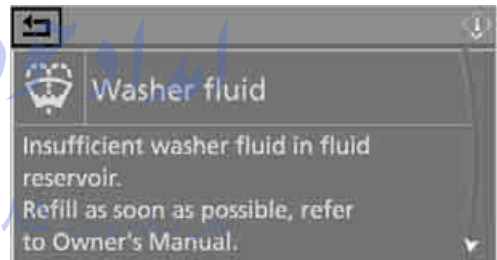 Washer fluid
Insufficient washer fluid in fluid
reservoir.
Refill as soon as possible, refer
to Owner's Manual.